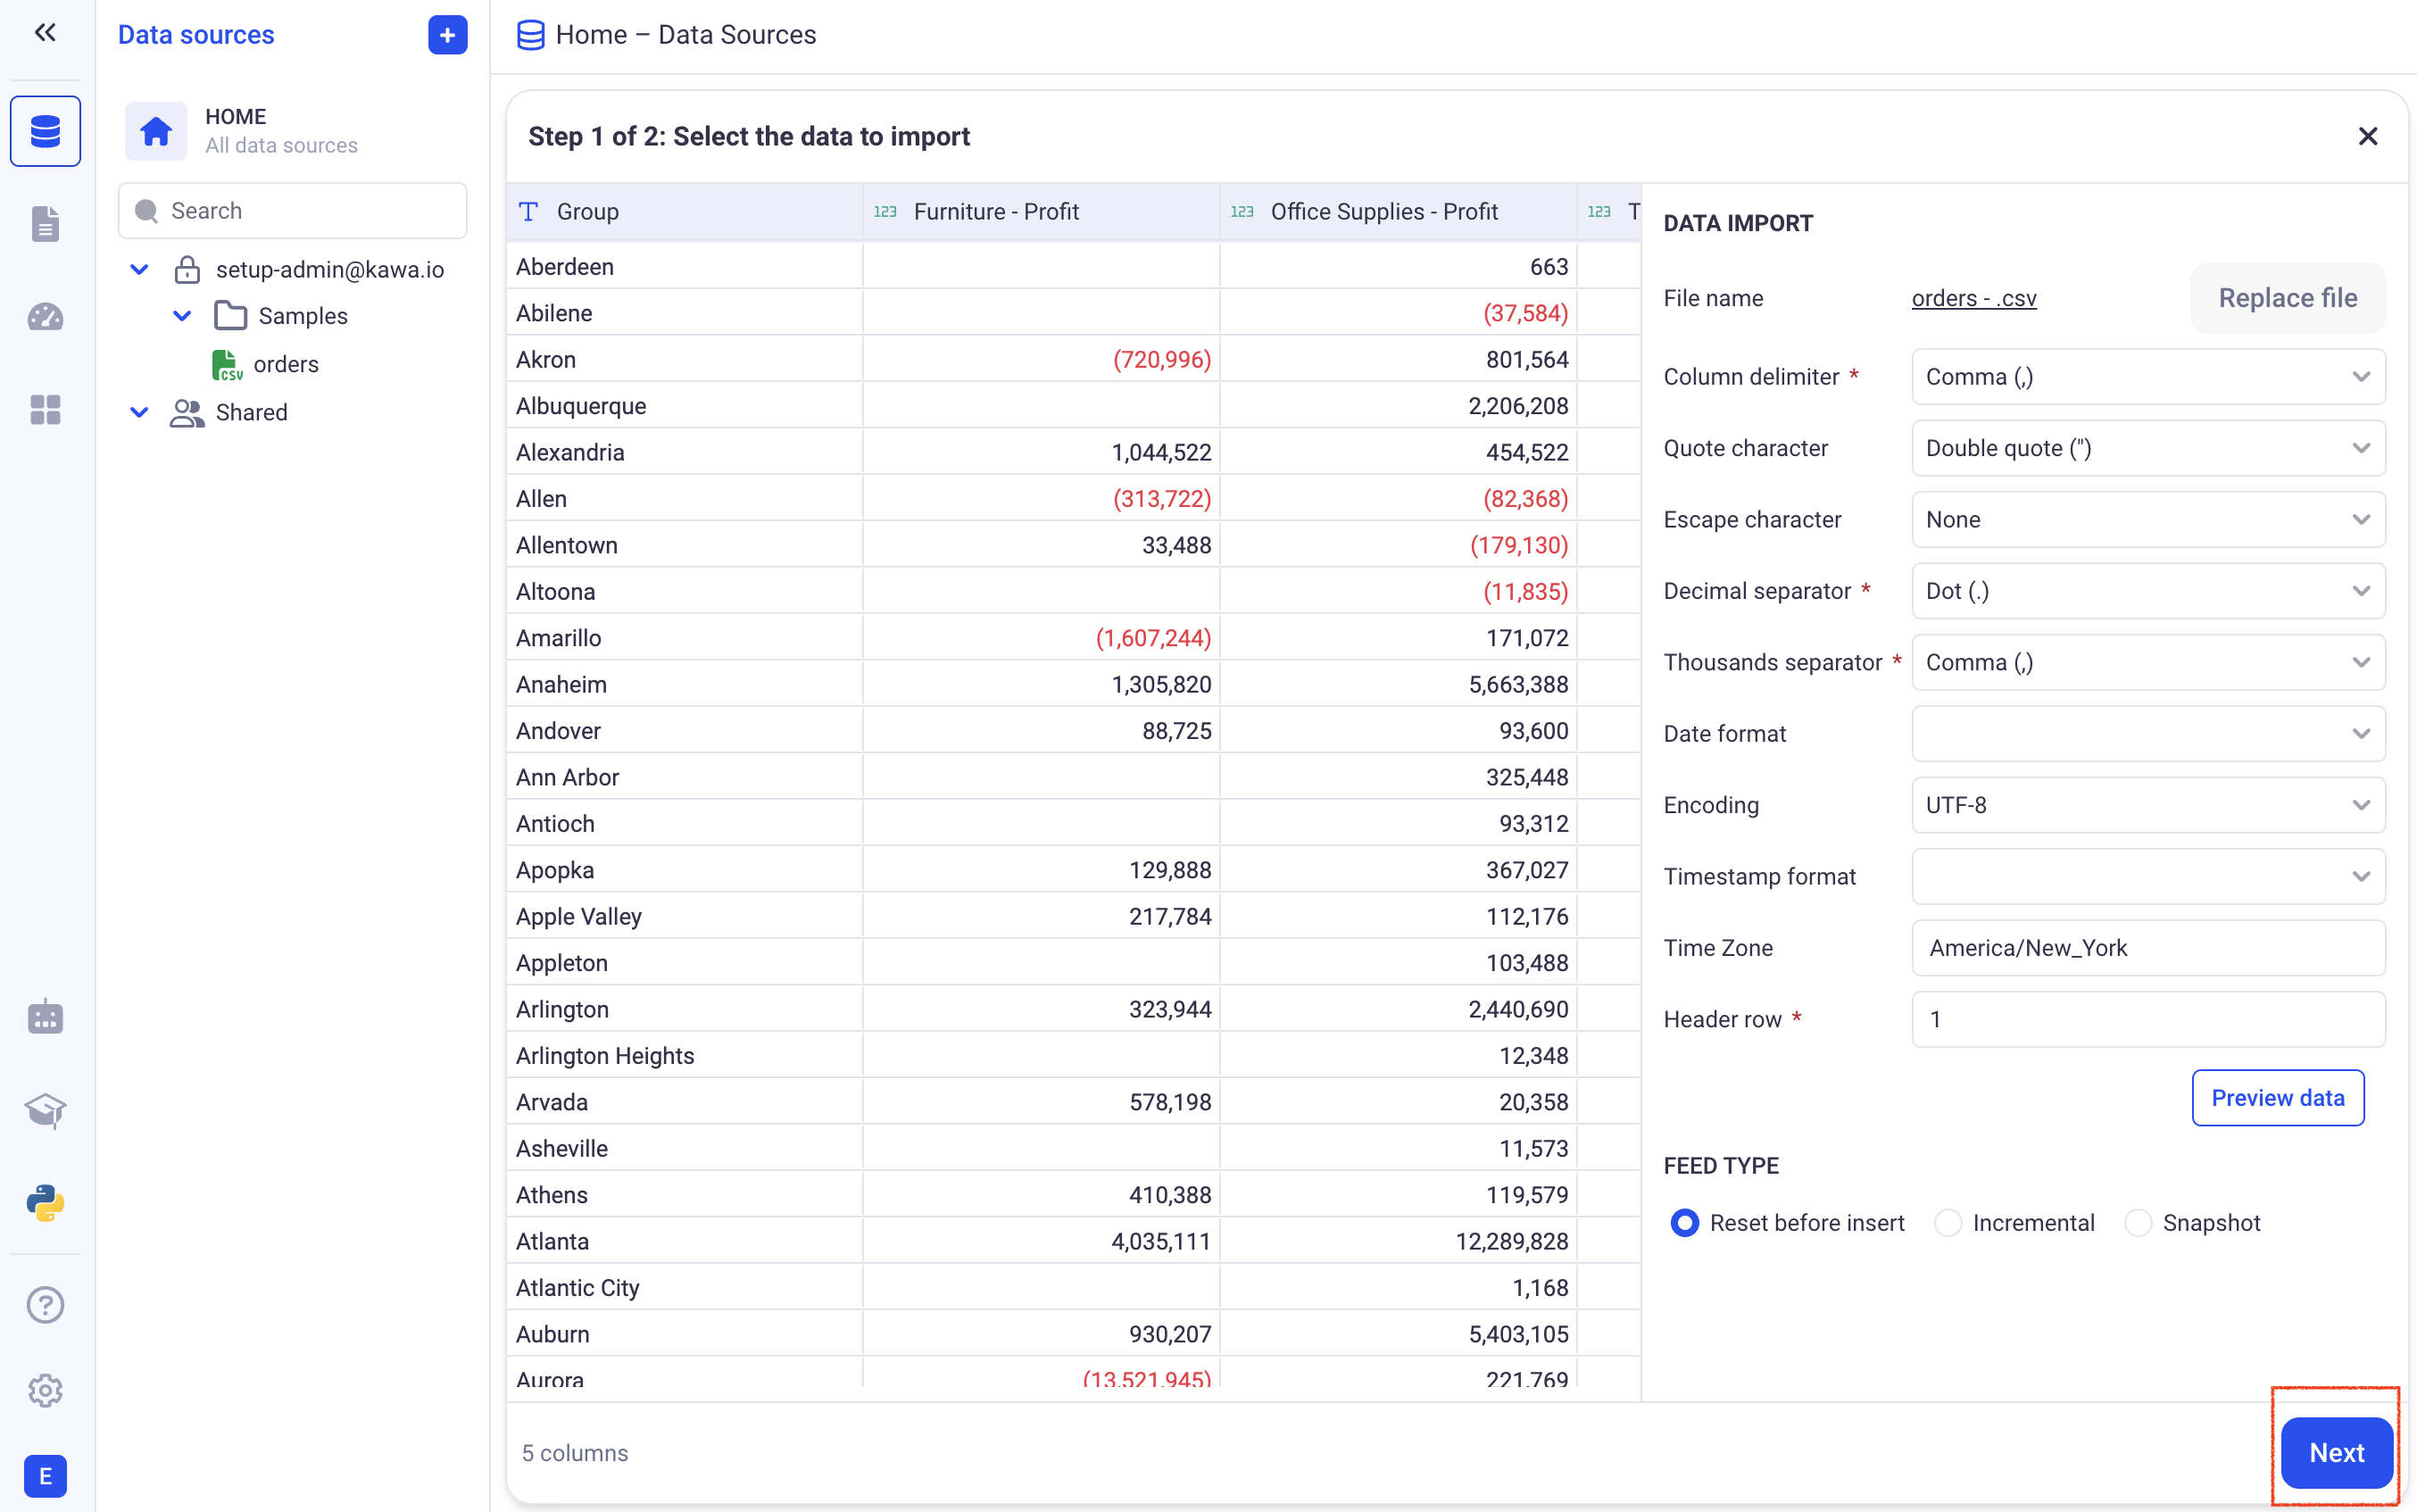 Data sources
+
Home – Data Sources
HOME
All data sources
Search
setup-admin@kawa.io
Samples
CSV orders
Shared
E
Step 1 of 2: Select the data to import
T Group 123 Furniture - Profit 123 Office Supplies - Profit 123 T
Aberdeen 663
Abilene (37,584)
Akron (720,996) 801,564
Albuquerque 2,206,208
Alexandria 1,044,522 454,522
Allen (313,722) (82,368)
Allentown 33,488 (179,130)
Altoona (11,835)
Amarillo (1,607,244) 171,072
Anaheim 1,305,820 5,663,388
Andover 88,725 93,600
Ann Arbor 325,448
Antioch 93,312
Apopka 129,888 367,027
Apple Valley 217,784 112,176
Appleton 103,488
Arlington 323,944 2,440,690
Arlington Heights 12,348
Arvada 578,198 20,358
Asheville 11,573
Athens 410,388 119,579
Atlanta 4,035,111 12,289,828
Atlantic City 1,168
Auburn 930,207 5,403,105
Aurora (13,521,945) 221,769
5 columns
DATA IMPORT
File name orders - .csv Replace file
Column delimiter * Comma (,)
Quote character Double quote (")
Escape character None
Decimal separator * Dot (.)
Thousands separator * Comma (,)
Date format
Encoding UTF-8
Timestamp format
Time Zone America/New_York
Header row * 1
Preview data
FEED TYPE
Reset before insert Incremental Snapshot
Next